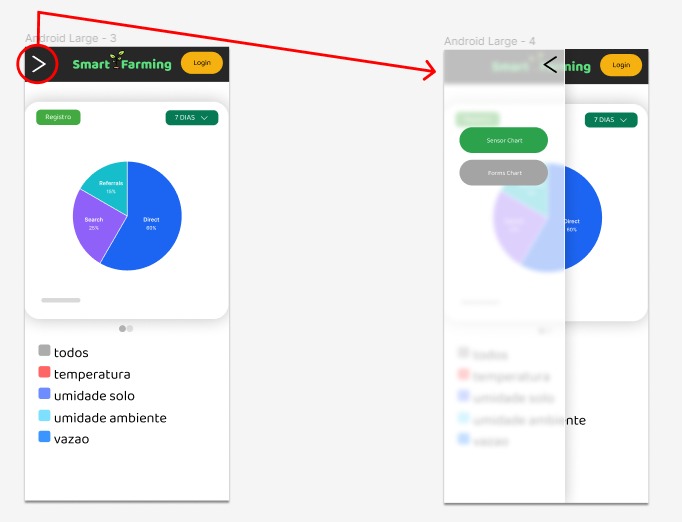 Android Large - 3
Smart Farming
Login
Registro
7 DIAS
Referrals
15%
Search
25%
Direct
60%
todos
temperatura
umidade solo
umidade ambiente
vazao
Android Large - 4
Smart Farming
Login
7 DIAS
Sensor Chart
Forms Chart
Direct
60%
todos
temperatura
umidade solo
umidade ambiente
vazao